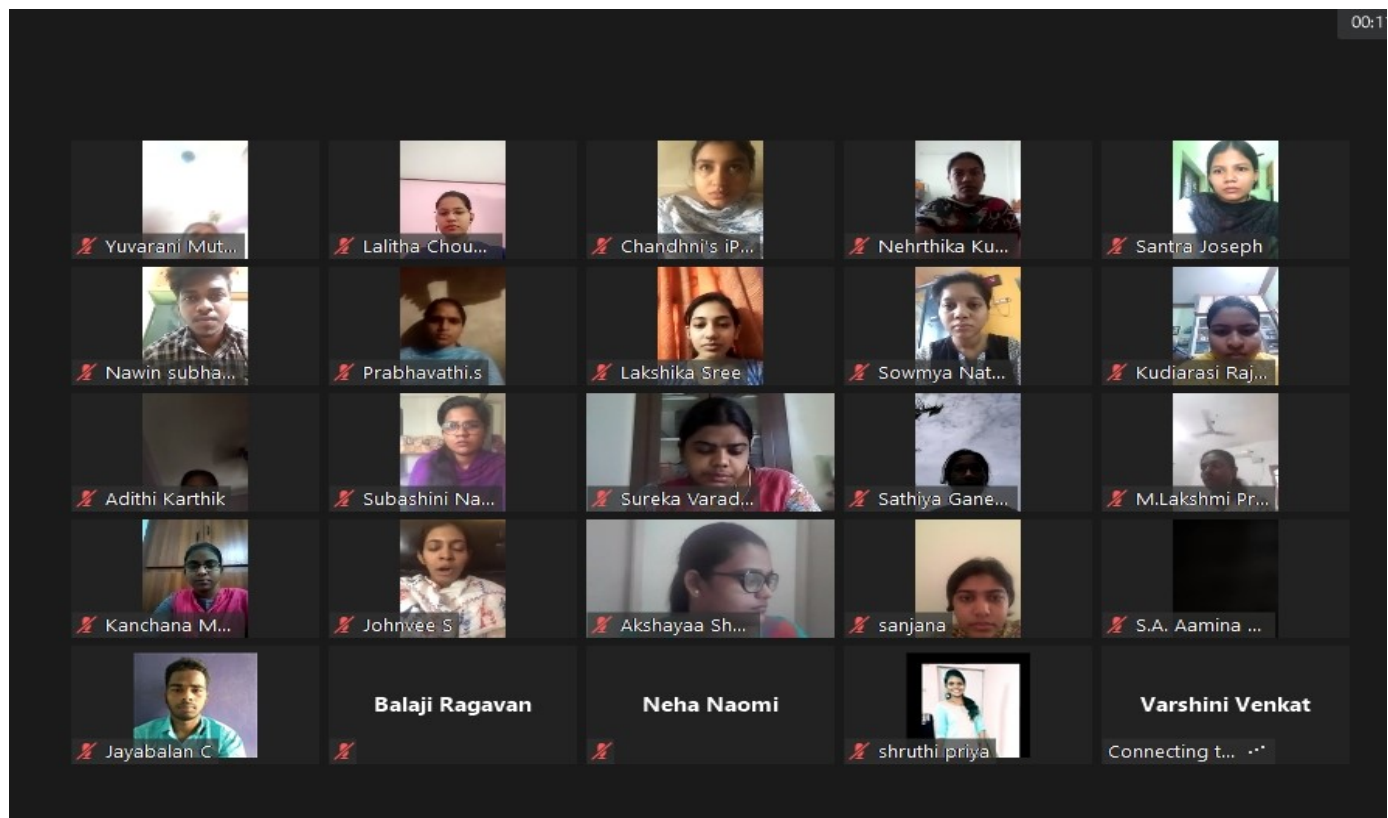 00:11
Yuvarani Mut...
Lalitha Chou...
Chandhni's iP...
Nehrthika Ku...
Santra Joseph
Nawin subha...
Prabhavathi.s
Lakshika Sree
Sowmya Nat...
Kudiarasi Raj...
Adithi Karthik
Subashini Na...
Sureka Varad...
Sathiya Gane...
M.Lakshmi Pr...
Kanchana M...
Johnvee S
Akshayaa Sh...
sanjana
S.A. Aamina ...
Jayabalan C
Balaji Ragavan
Neha Naomi
shruthi priya
Varshini Venkat
Connecting t...